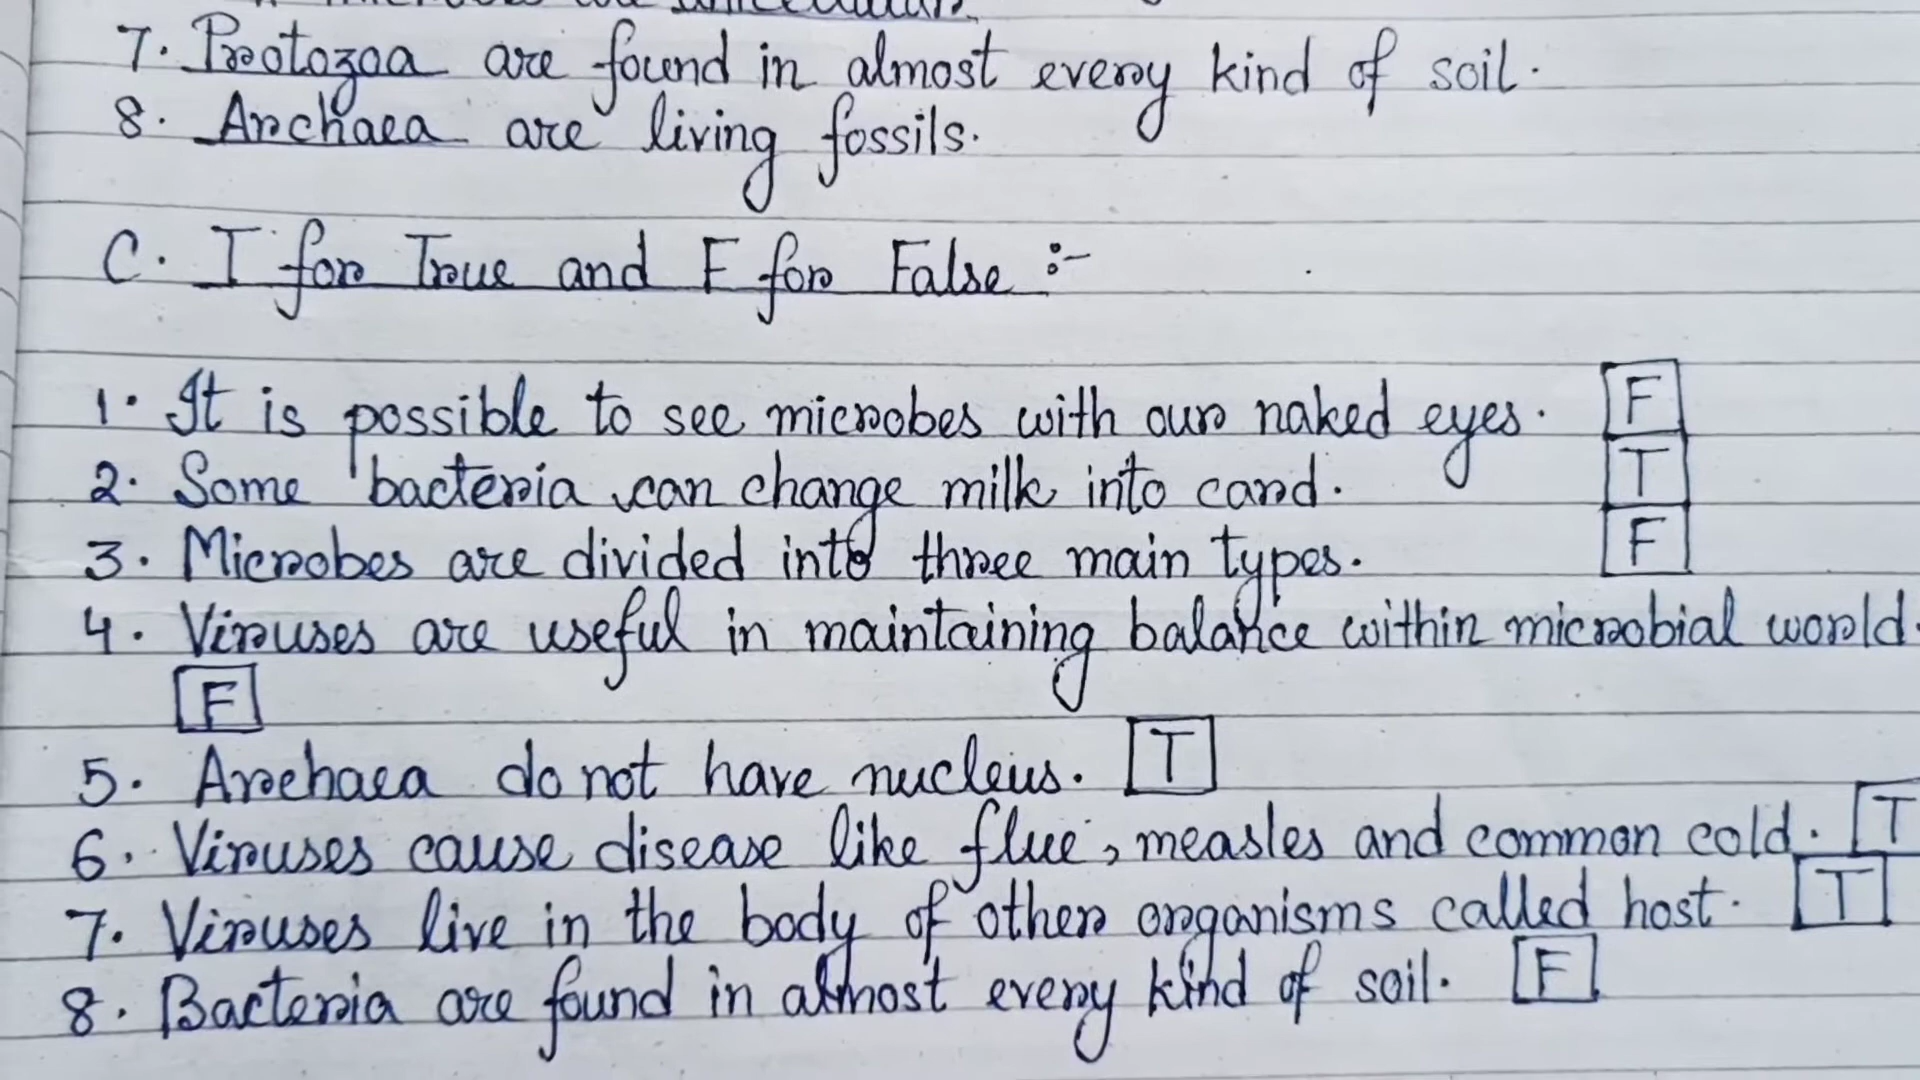 7. Protozoa are found in almost every kind of soil.
8. Archaea are living fossils.
C. T for True and F for False :-
1. It is possible to see microbes with our naked eyes. F
2. Some bacteria can change milk into card. T
3. Microbes are divided into three main types. F
4. Viruses are useful in maintaining balance within microbial world.
F
5. Archaea do not have nucleus. T
6. Viruses cause disease like flue, measles and common cold. T
7. Viruses live in the body of other organisms called host. T
8. Bacteria are found in almost every kind of soil. F